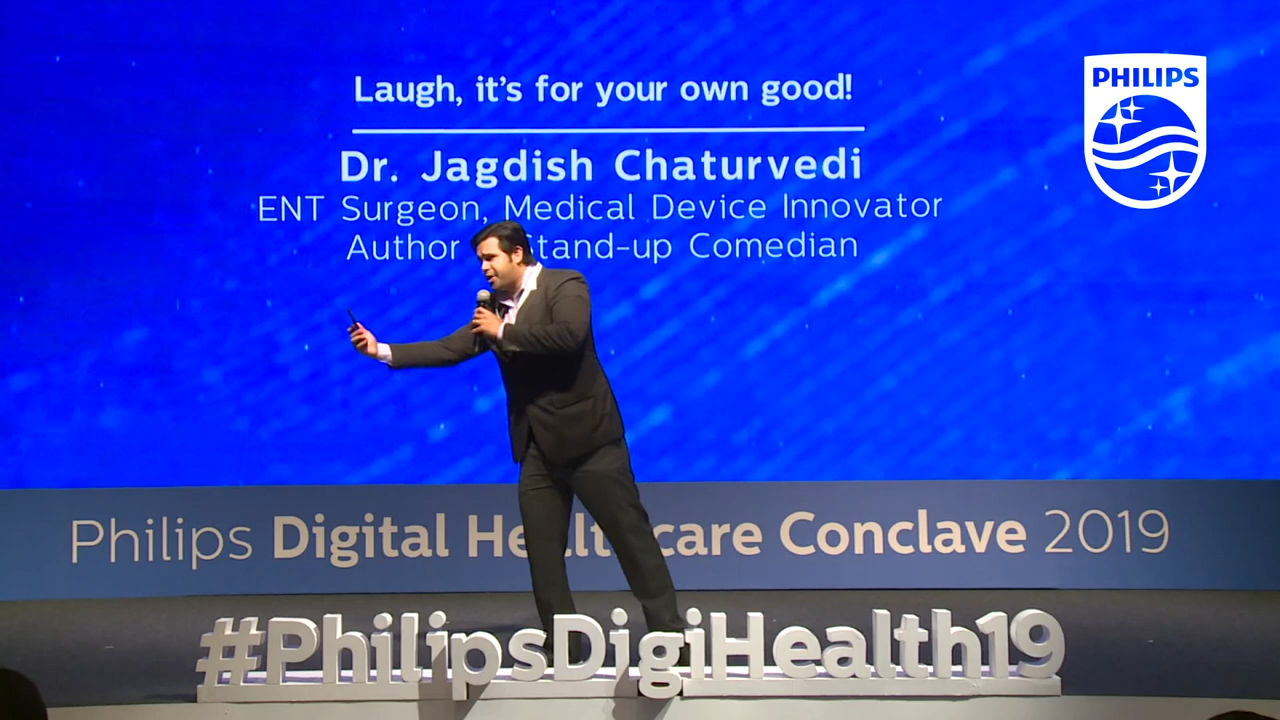 Laugh, it's for your own good!
PHILIPS
Dr. Jagdish Chaturvedi
ENT Surgeon, Medical Device Innovator
Author Stand-up Comedian
Philips Digital Healthcare Conclave 2019
#PhilipsDigiHealth19